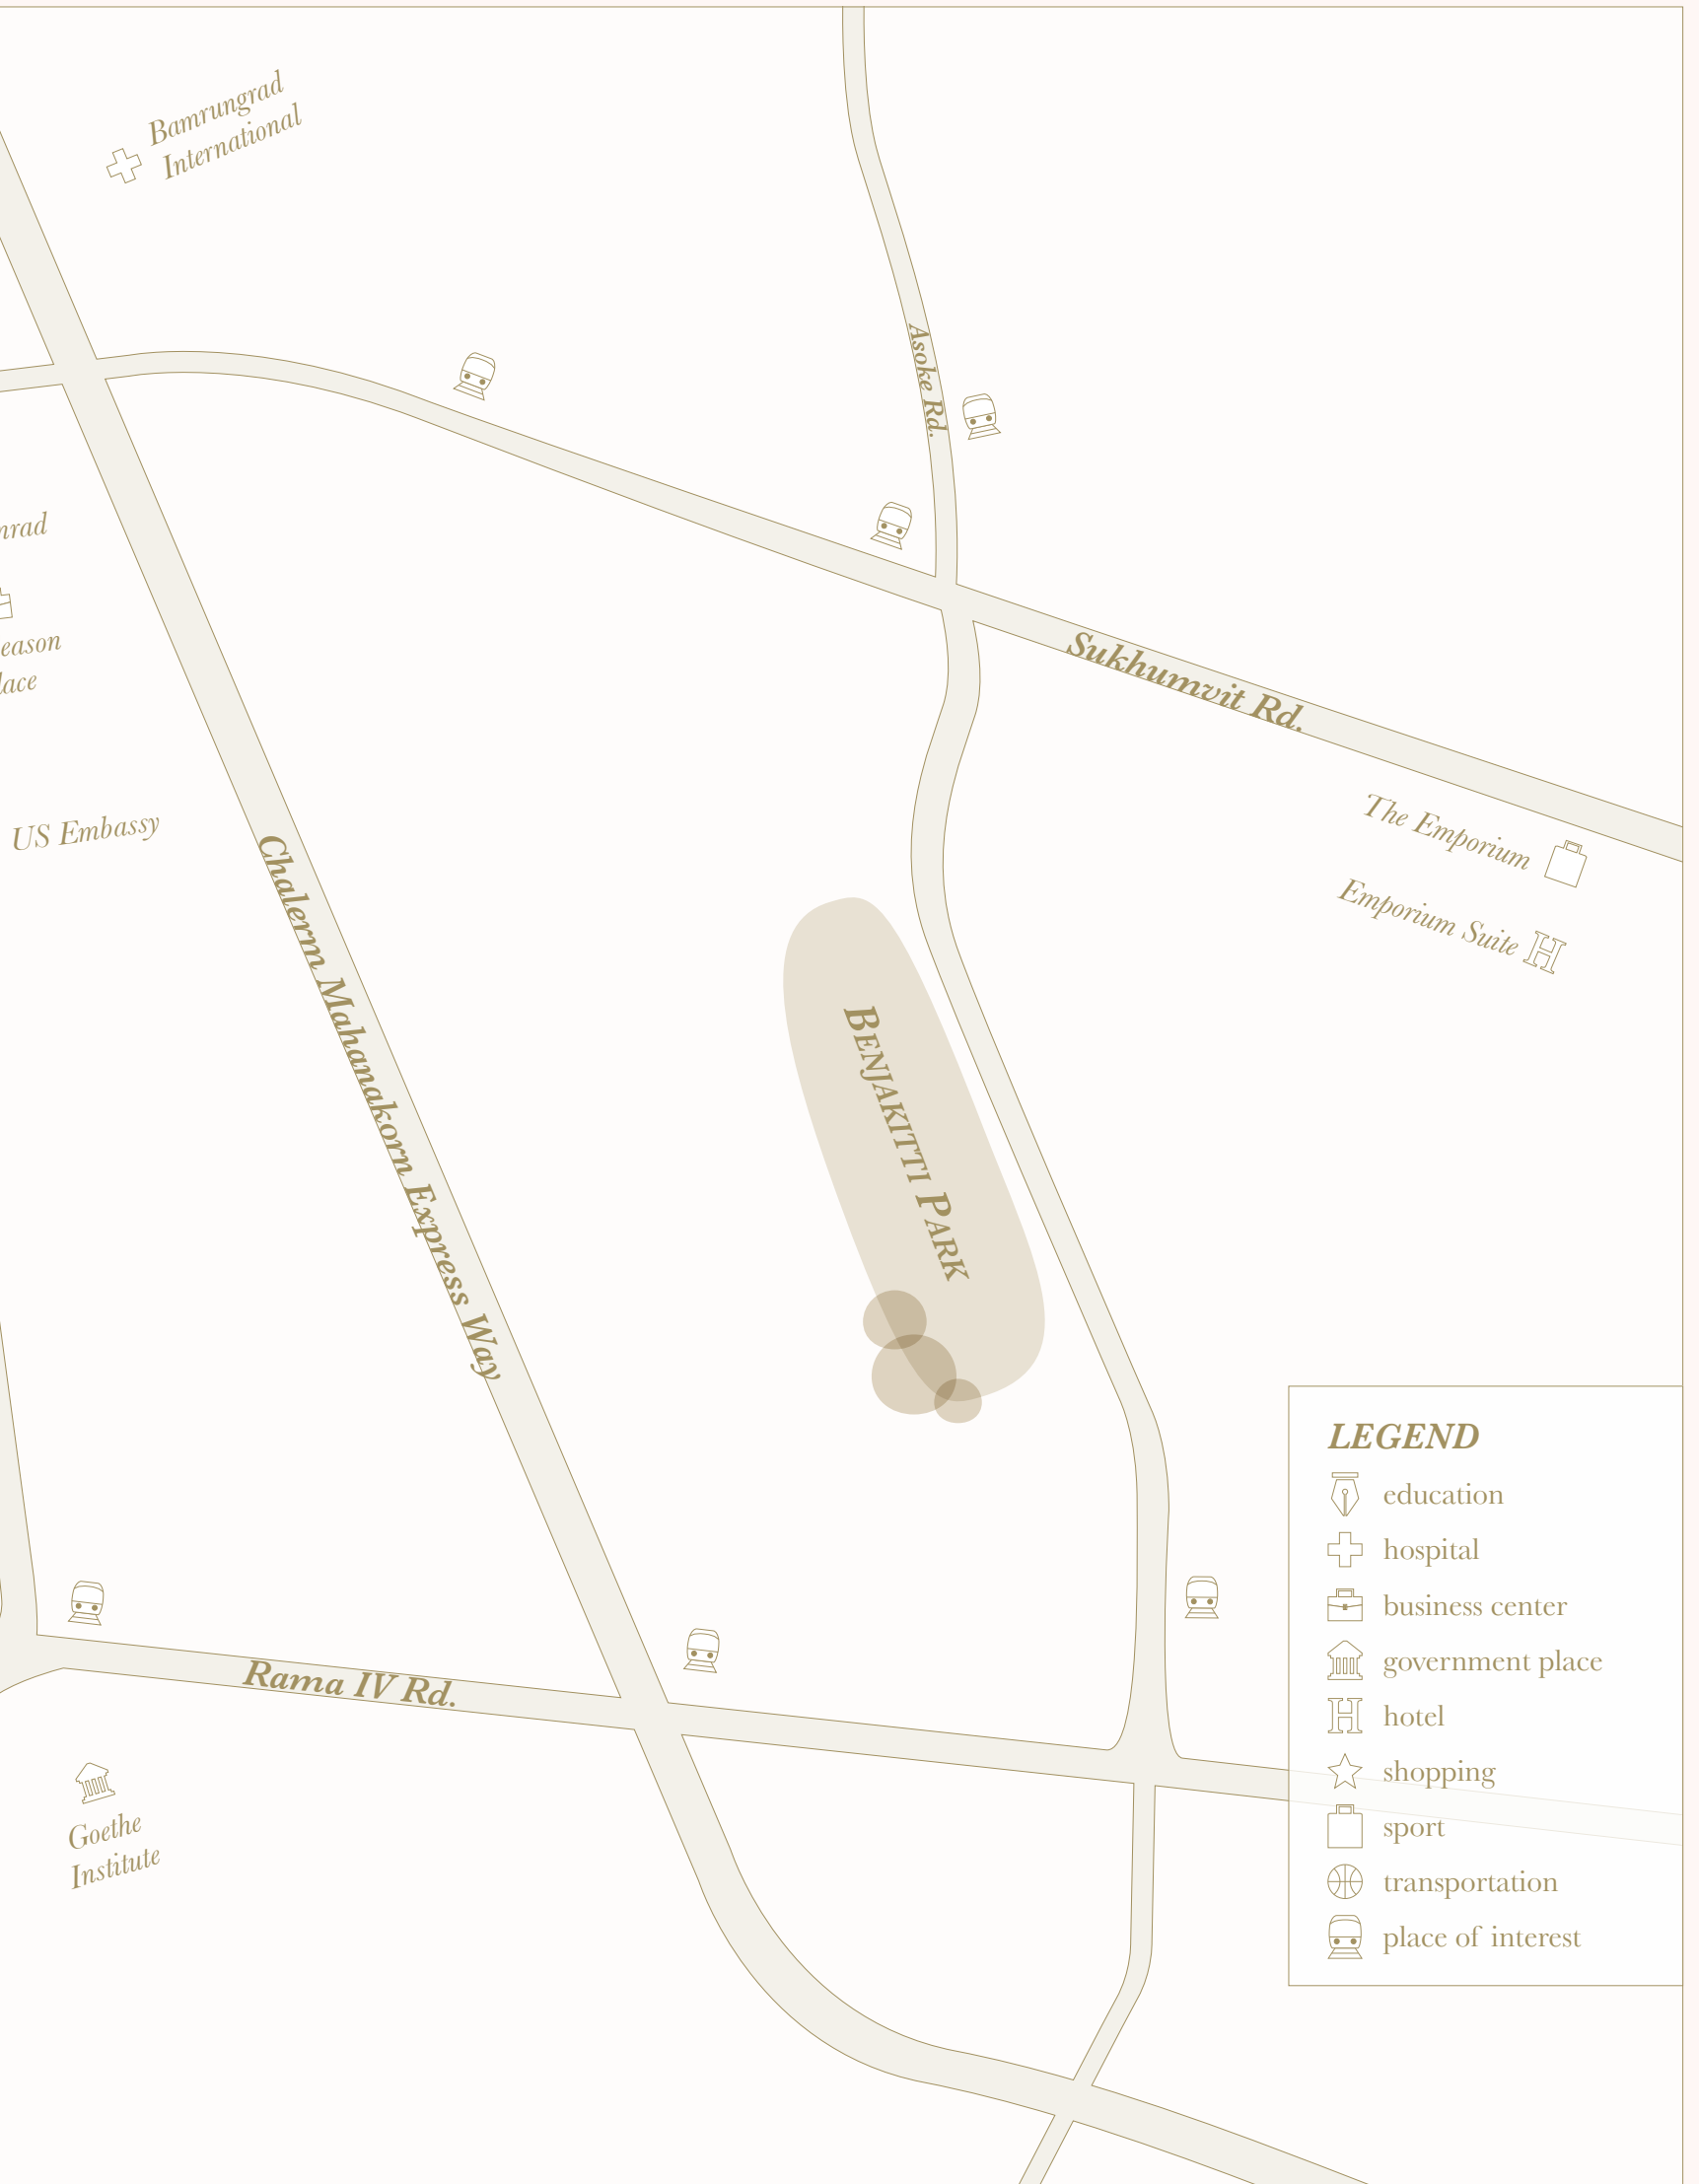 Bamrungrad
International
Asoke Rd.
Sukhumvit Rd.
US Embassy
The Emporium
Emporium Suite
Chalerm Mahanakorn Express Way
BENJAKITTI PARK
Rama IV Rd.
Goethe
Institute
LEGEND
education
hospital
business center
government place
hotel
shopping
sport
transportation
place of interest